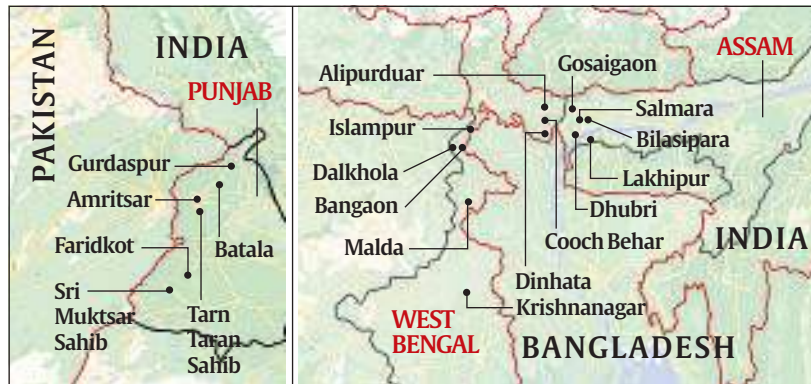 PAKISTAN
INDIA
PUNJAB
Gurdaspur
Amritsar
Faridkot
Batala
Sri
Muktsar
Sahib
Tarn
Taran
Sahib
ASSAM
Gosaigaon
Alipurduar
Salmara
Islampur
Bilasipara
Dalkhola
Lakhipur
Bangaon
Dhubri
Malda
Cooch Behar
INDIA
Dinhata
Krishnanagar
WEST
BENGAL
BANGLADESH